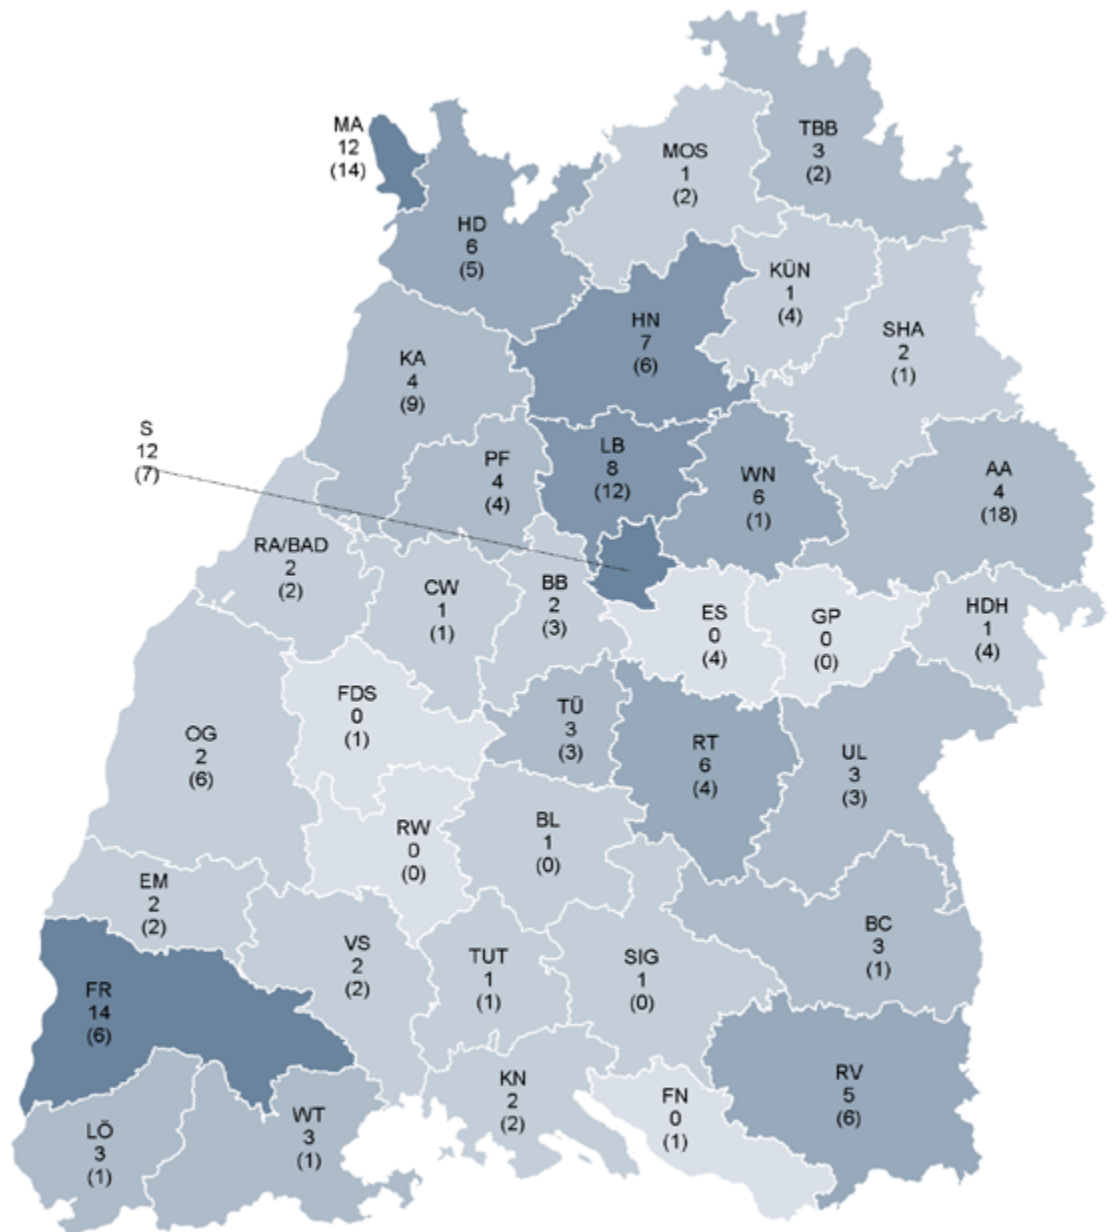 MA
12
(14)
TBB
3
(2)
MOS
1
(2)
HD
6
(5)
KÜN
1
(4)
HN
7
(6)
SHA
2
(1)
KA
4
(9)
S
12
(7)
PF
4
(4)
LB
8
(12)
WN
6
(1)
AA
4
(18)
RA/BAD
2
(2)
CW
1
(1)
BB
2
(3)
ES
0
(4)
GP
0
(0)
HDH
1
(4)
FDS
0
(1)
TÜ
3
(3)
OG
2
(6)
RT
6
(4)
UL
3
(3)
RW
0
(0)
BL
1
(0)
EM
2
(2)
BC
3
(1)
VS
2
(2)
TUT
1
(1)
SIG
1
(0)
FR
14
(6)
KN
2
(2)
FN
0
(1)
RV
5
(6)
LÖ
3
(1)
WT
3
(1)